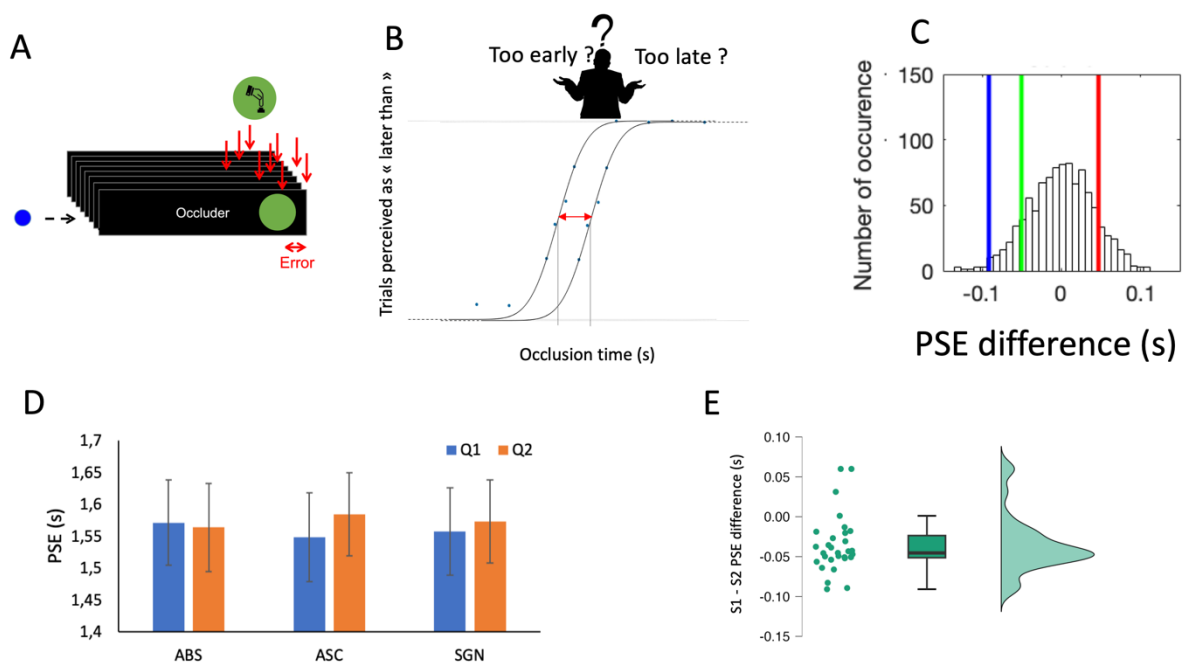 A
Occluder
Error
B
?
Too early ?
Too late ?
Trials perceived as « later than »
Occlusion time (s)
C
Number of occurence
150
100
50
0
-0.1
0
0.1
PSE difference (s)
D
PSE (s)
1,7
1,65
1,6
1,55
1,5
1,45
1,4
Q1
Q2
ABS
ASC
SGN
E
S1 - S2 PSE difference (s)
0.10
0.05
0.00
-0.05
-0.10
-0.15